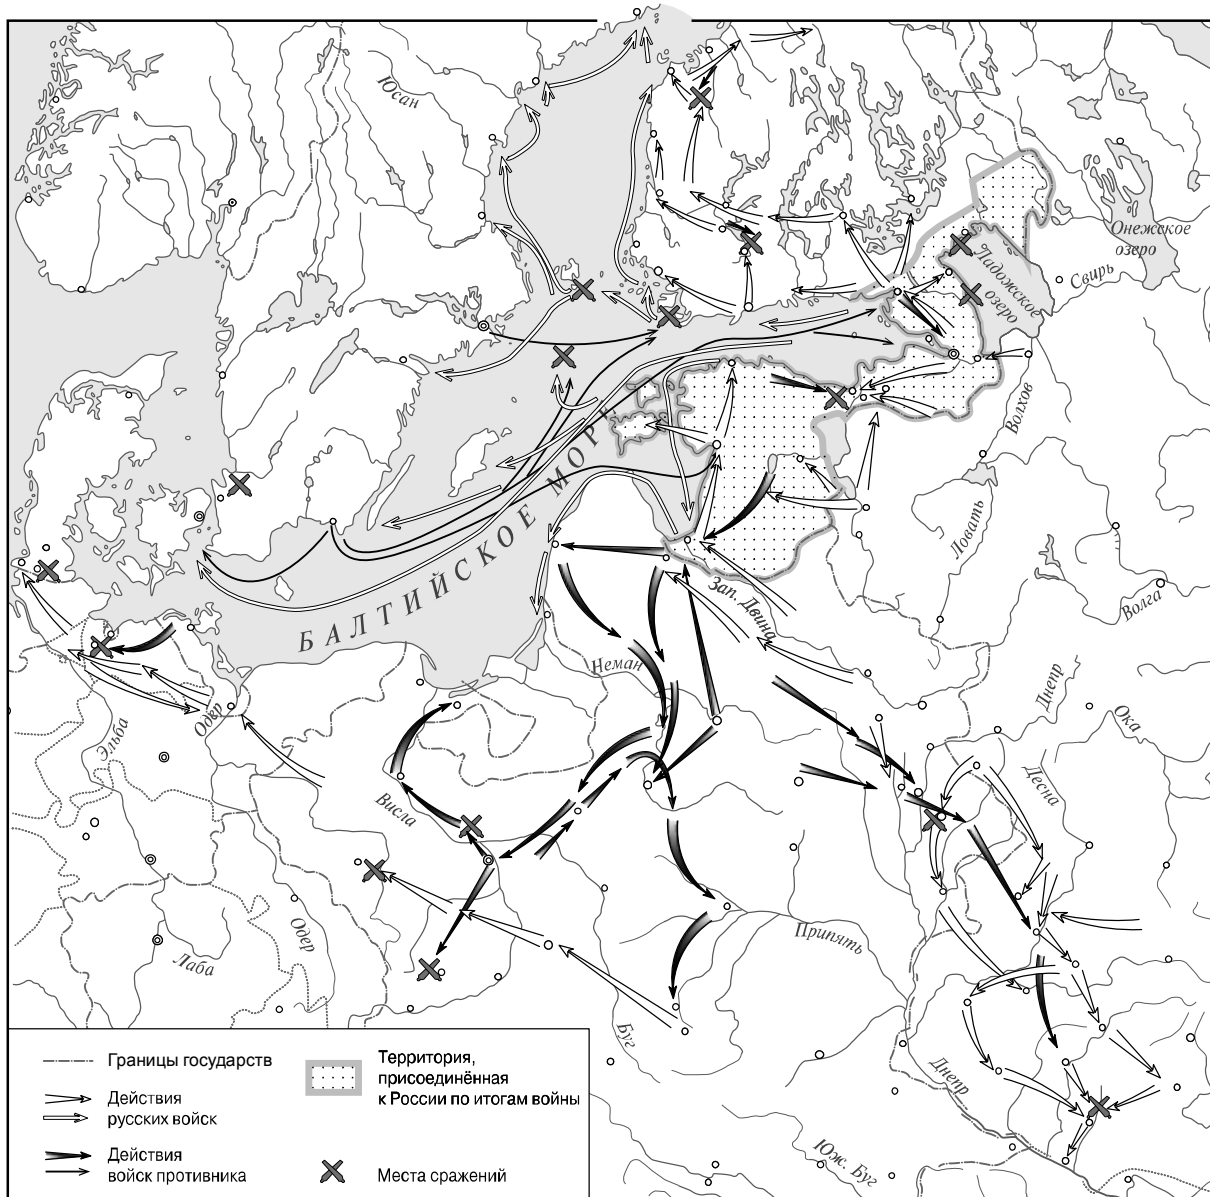 Юсан
Онежское
озеро
Ладожское
озеро
Свирь
Волхов
БАЛТИЙСКОЕ МОРЕ
Ловать
Зап. Двина
Волга
Неман
Днепр
Ока
Эльба
Одер
Десна
Висла
Одер
Лаба
Припять
Буг
Днепр
Юж. Буг
Границы государств
Действия
русских войск
Действия
войск противника
Территория,
присоединённая
к России по итогам войны
Места сражений